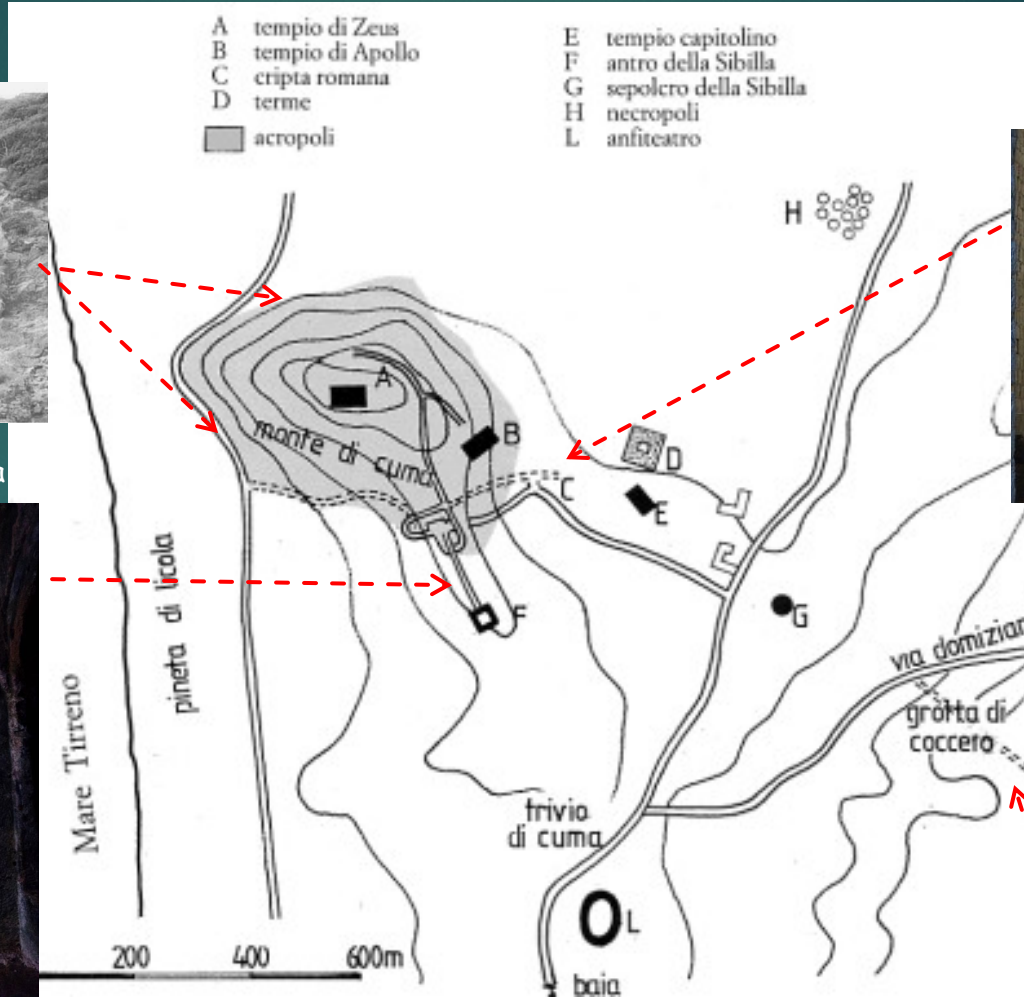 A tempio di Zeus
B tempio di Apollo
C cripta romana
D terme
acropoli
E tempio capitolino
F antro della Sibilla
G sepolcro della Sibilla
H necropoli
L anfiteatro
H
A
monte di cuma
B
D
C
E
F
G
pineta di licola
Mare Tirreno
via domizian
grotta di
cocceio
trivio
di cuma
L
baia
200 400 600m